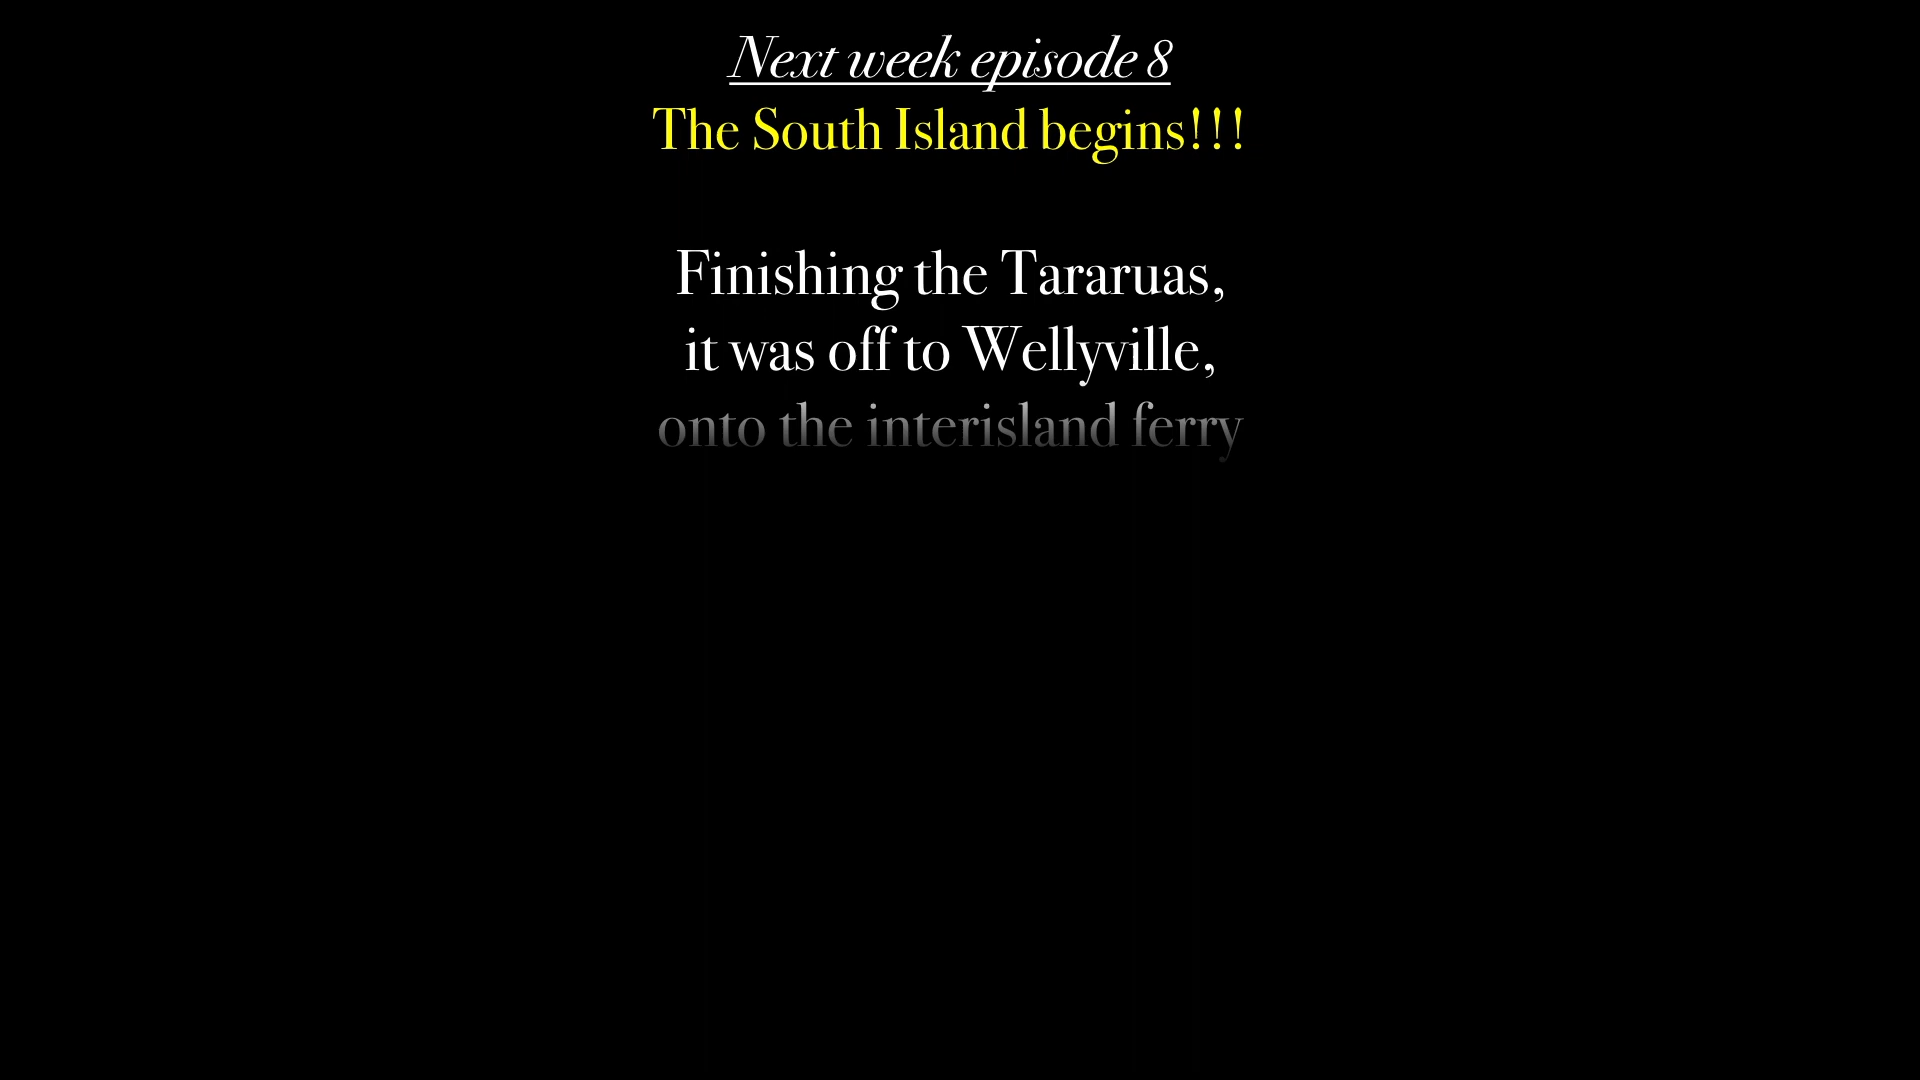 Next week episode 8
The South Island begins!!!
Finishing the Tararuas,
it was off to Wellyville,
onto the interisland ferry